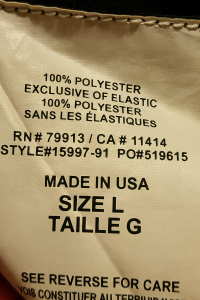 100% POLYESTER
EXCLUSIVE OF ELASTIC
100% POLYESTER
SANS LES ÉLASTIQUES
RN# 79913 / CA # 11414
STYLE#15997-91 PO#519615
MADE IN USA
SIZE L
TAILLE G
SEE REVERSE FOR CARE